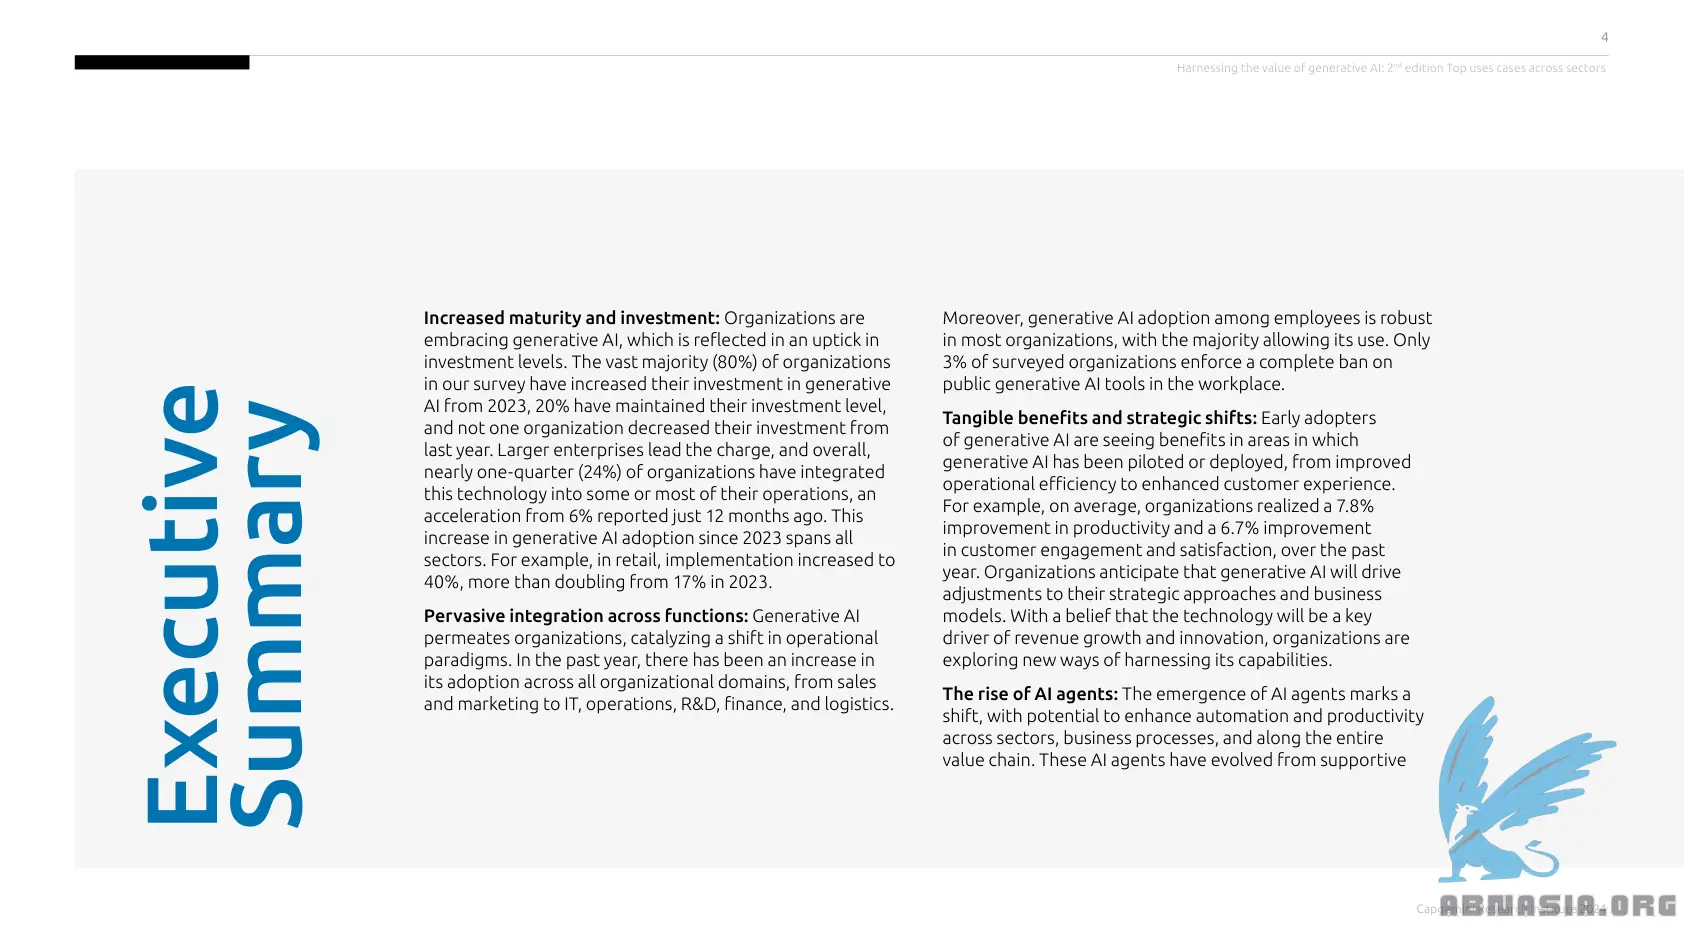 4
Harnessing the value of generative AI: 2nd edition Top uses cases across sectors
Executive
Summary
Increased maturity and investment: Organizations are
embracing generative AI, which is reflected in an uptick in
investment levels. The vast majority (80%) of organizations
in our survey have increased their investment in generative
AI from 2023, 20% have maintained their investment level,
and not one organization decreased their investment from
last year. Larger enterprises lead the charge, and overall,
nearly one-quarter (24%) of organizations have integrated
this technology into some or most of their operations, an
acceleration from 6% reported just 12 months ago. This
increase in generative AI adoption since 2023 spans all
sectors. For example, in retail, implementation increased to
40%, more than doubling from 17% in 2023.
Pervasive integration across functions: Generative AI
permeates organizations, catalyzing a shift in operational
paradigms. In the past year, there has been an increase in
its adoption across all organizational domains, from sales
and marketing to IT, operations, R&D, finance, and logistics.
Moreover, generative AI adoption among employees is robust
in most organizations, with the majority allowing its use. Only
3% of surveyed organizations enforce a complete ban on
public generative AI tools in the workplace.
Tangible benefits and strategic shifts: Early adopters
of generative AI are seeing benefits in areas in which
generative AI has been piloted or deployed, from improved
operational efficiency to enhanced customer experience.
For example, on average, organizations realized a 7.8%
improvement in productivity and a 6.7% improvement
in customer engagement and satisfaction, over the past
year. Organizations anticipate that generative AI will drive
adjustments to their strategic approaches and business
models. With a belief that the technology will be a key
driver of revenue growth and innovation, organizations are
exploring new ways of harnessing its capabilities.
The rise of AI agents: The emergence of AI agents marks a
shift, with potential to enhance automation and productivity
across sectors, business processes, and along the entire
value chain. These AI agents have evolved from supportive
ABNASIA.ORG